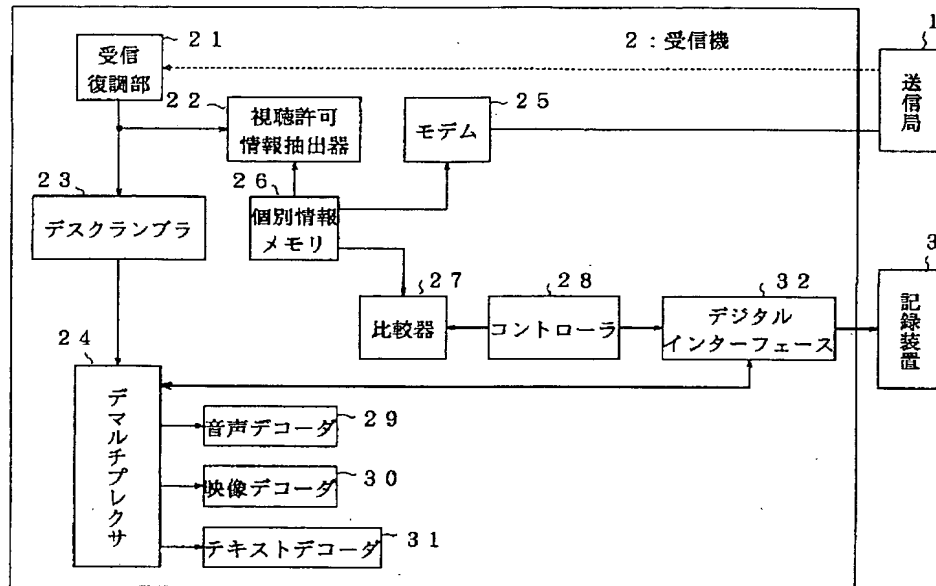 ２１
受信
復調部
２：受信機
１
送
信
局
２２
視聴許可
情報抽出器
２５
モデム
２３
デスクランブラ
２６
個別情報
メモリ
２７
比較器
２８
コントローラ
３２
デジタル
インターフェース
３
記
録
装
置
２４
デ
マ
ル
チ
プ
レ
ク
サ
音声デコーダ
２９
映像デコーダ
３０
テキストデコーダ
３１